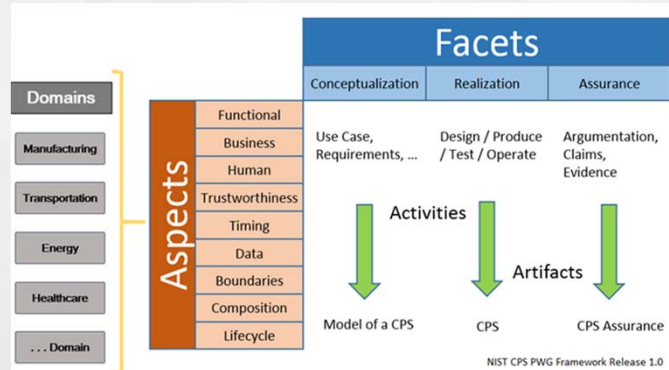 Facets
Conceptualization
Realization
Assurance
Domains
Manufacturing
Transportation
Energy
Healthcare
. . . Domain
Aspects
Functional
Business
Human
Trustworthiness
Timing
Data
Boundaries
Composition
Lifecycle
Use Case,
Requirements, ...
Design / Produce
/ Test / Operate
Argumentation,
Claims,
Evidence
Activities
Artifacts
Model of a CPS
CPS
CPS Assurance
NIST CPS PWG Framework Release 1.0